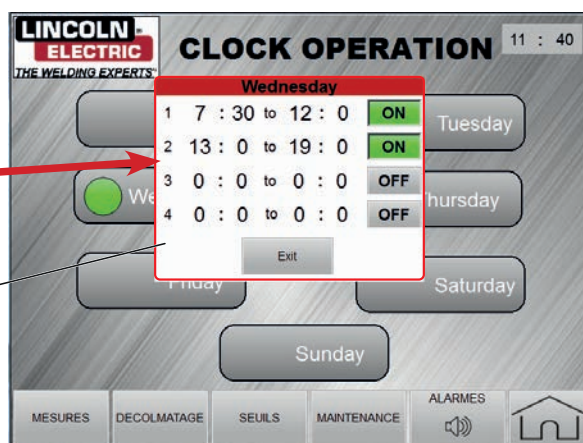 LINCOLN
ELECTRIC
THE WELDING EXPERTS
CLOCK OPERATION
11 : 40
Wednesday
1 7 : 30 to 12 : 0 ON
2 13 : 0 to 19 : 0 ON
3 0 : 0 to 0 : 0 OFF
4 0 : 0 to 0 : 0 OFF
Exit
Tuesday
We
hursday
Friday
Saturday
Sunday
MESURES
DECOLMATAGE
SEUILS
MAINTENANCE
ALARMES